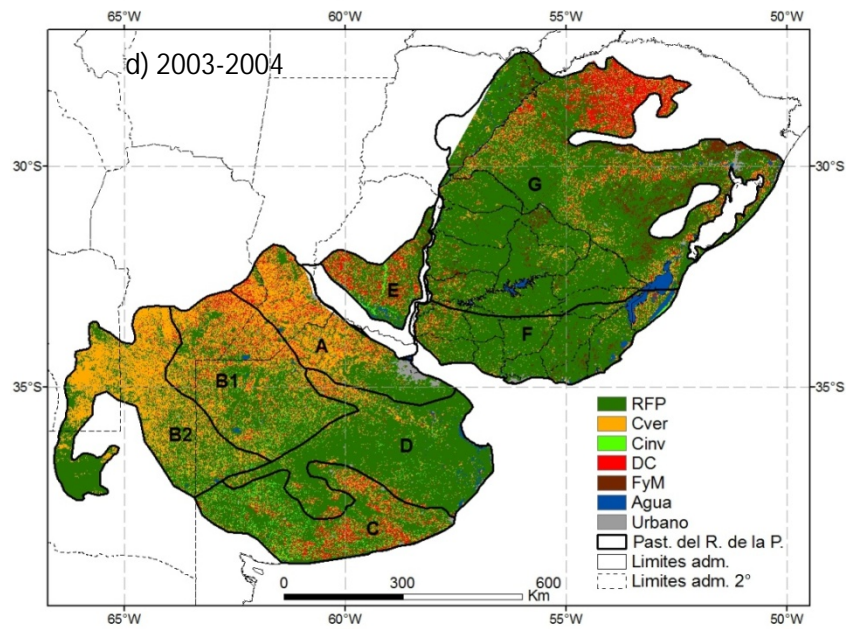 65°W 60°W 55°W 50°W
d) 2003-2004
30°S 30°S
G
E
A
F
35°S 35°S
B1
B2
D
C
RFP
Cver
Cinv
DC
FyM
Agua
Urbano
Past. del R. de la P.
Limites adm.
Limites adm. 2°
0 300 600
Km
65°W 60°W 55°W 50°W